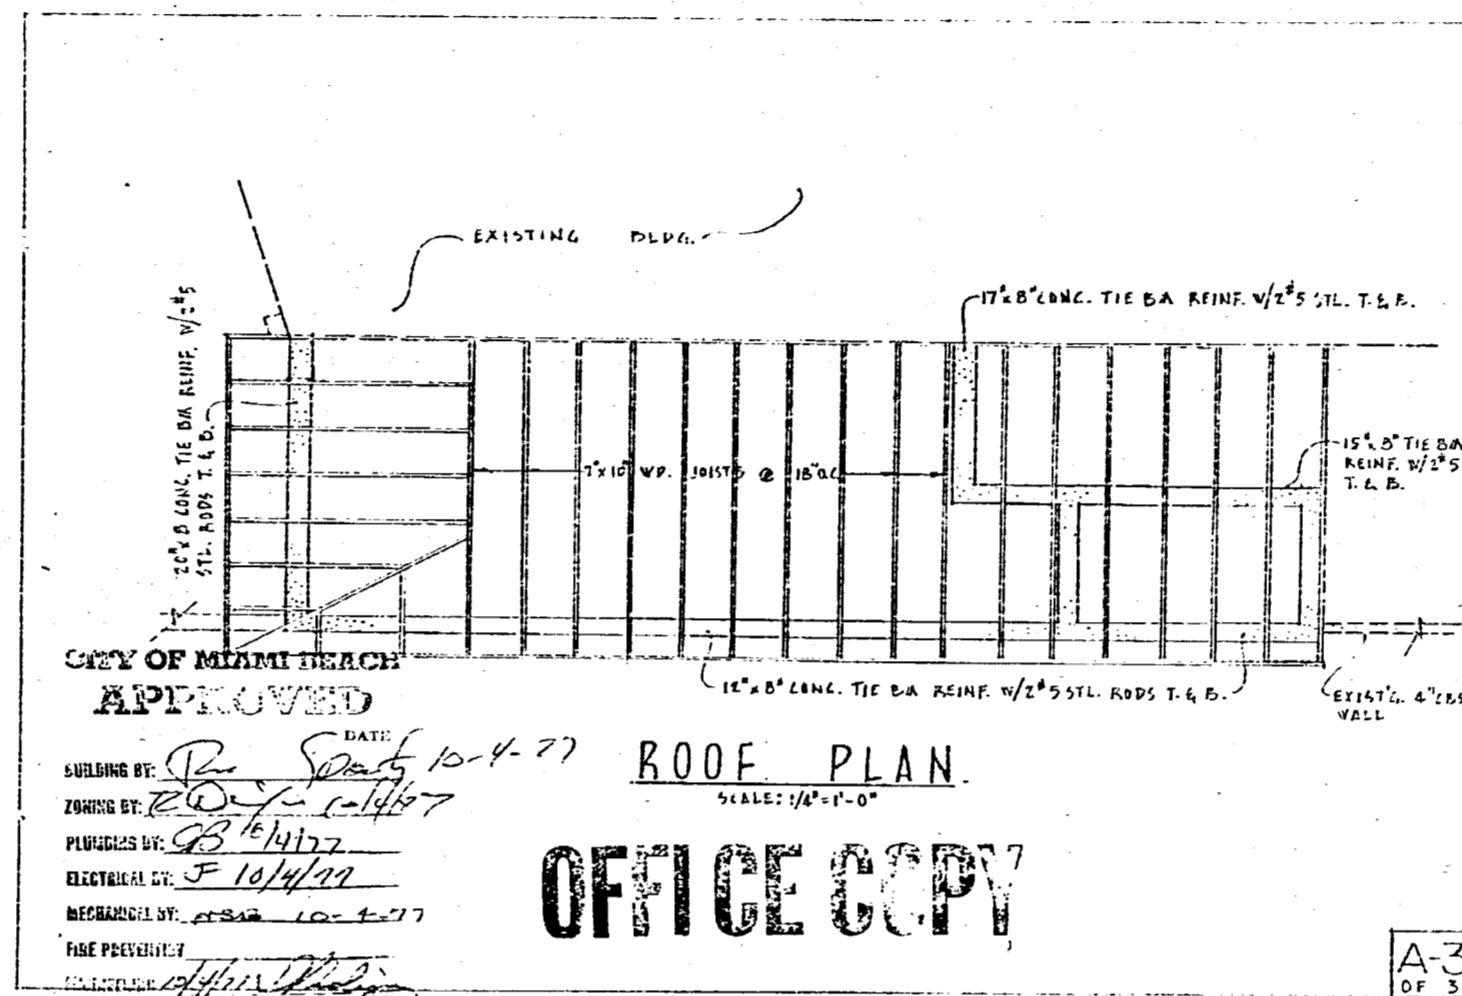 EXISTING BLDG.
17"x8" CONC. TIE BM REINF. W/2#5 STL. T. & B.
20"x8 CONC. TIE BM REINF. W/2#5
STL. RODS T. & B.
WD. JOISTS @ 18"O.C.
15"x8" TIE BM
REINF. W/2#5
T. & B.
12"x8" CONC. TIE BM REINF. W/2#5 STL. RODS T. & B.
EXIST'G. 4" CBS
WALL
CITY OF MIAMI BEACH
APPROVED
DATE
BUILDING BY: 10-4-77
ZONING BY:
PLUMBING BY: 10/4/77
ELECTRICAL BY: JF 10/4/77
MECHANICAL BY: 10-4-77
FIRE PREVENTION
ROOF PLAN.
SCALE: 1/4"=1'-0"
OFFICE COPY
A-3
OF 3